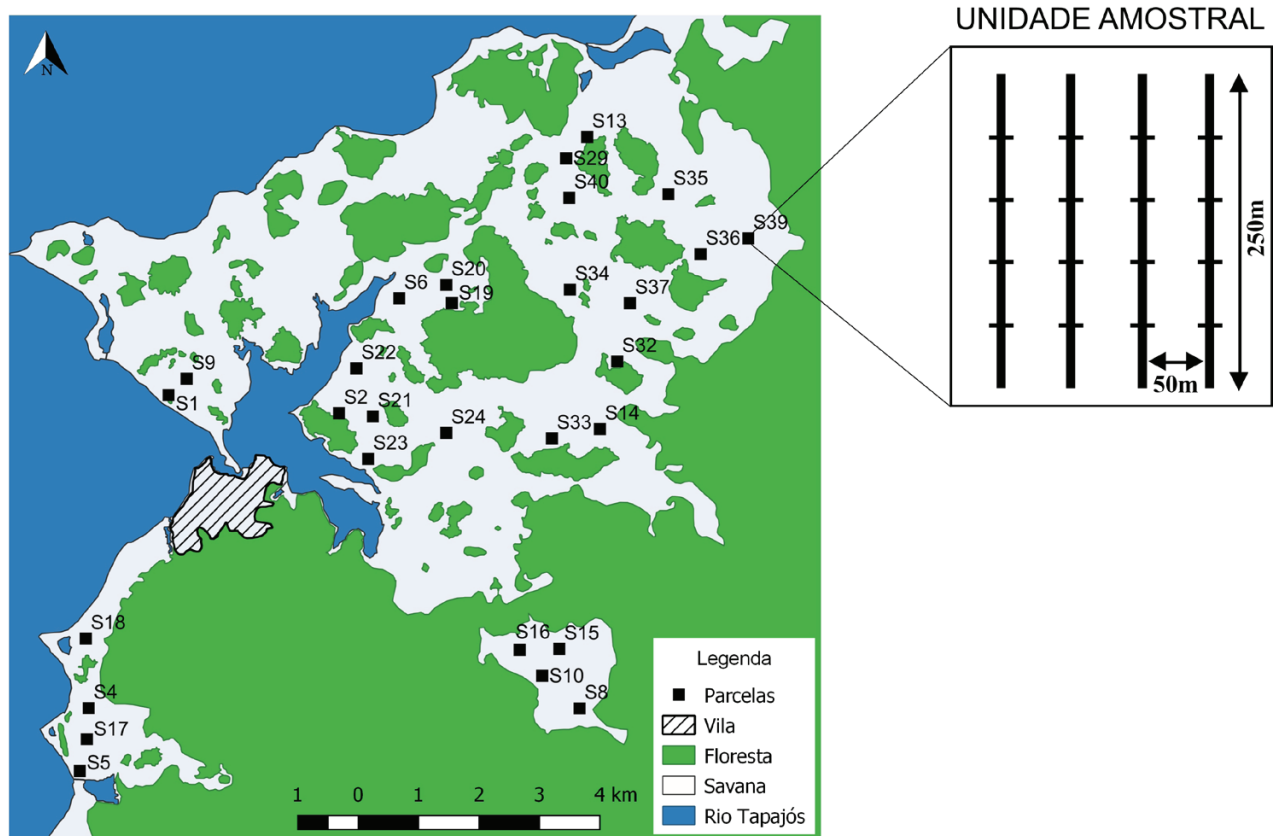 UNIDADE AMOSTRAL
N
S13
S29
S40
S35
S39
S36
S20
S6
S19
S34
S37
S22
S32
S9
S1
S2
S21
S24
S33
S14
S23
250m
50m
S18
S16
S15
S10
S4
S8
S17
S5
Legenda
Parcelas
Vila
Floresta
Savana
Rio Tapajós
1 0 1 2 3 4 km